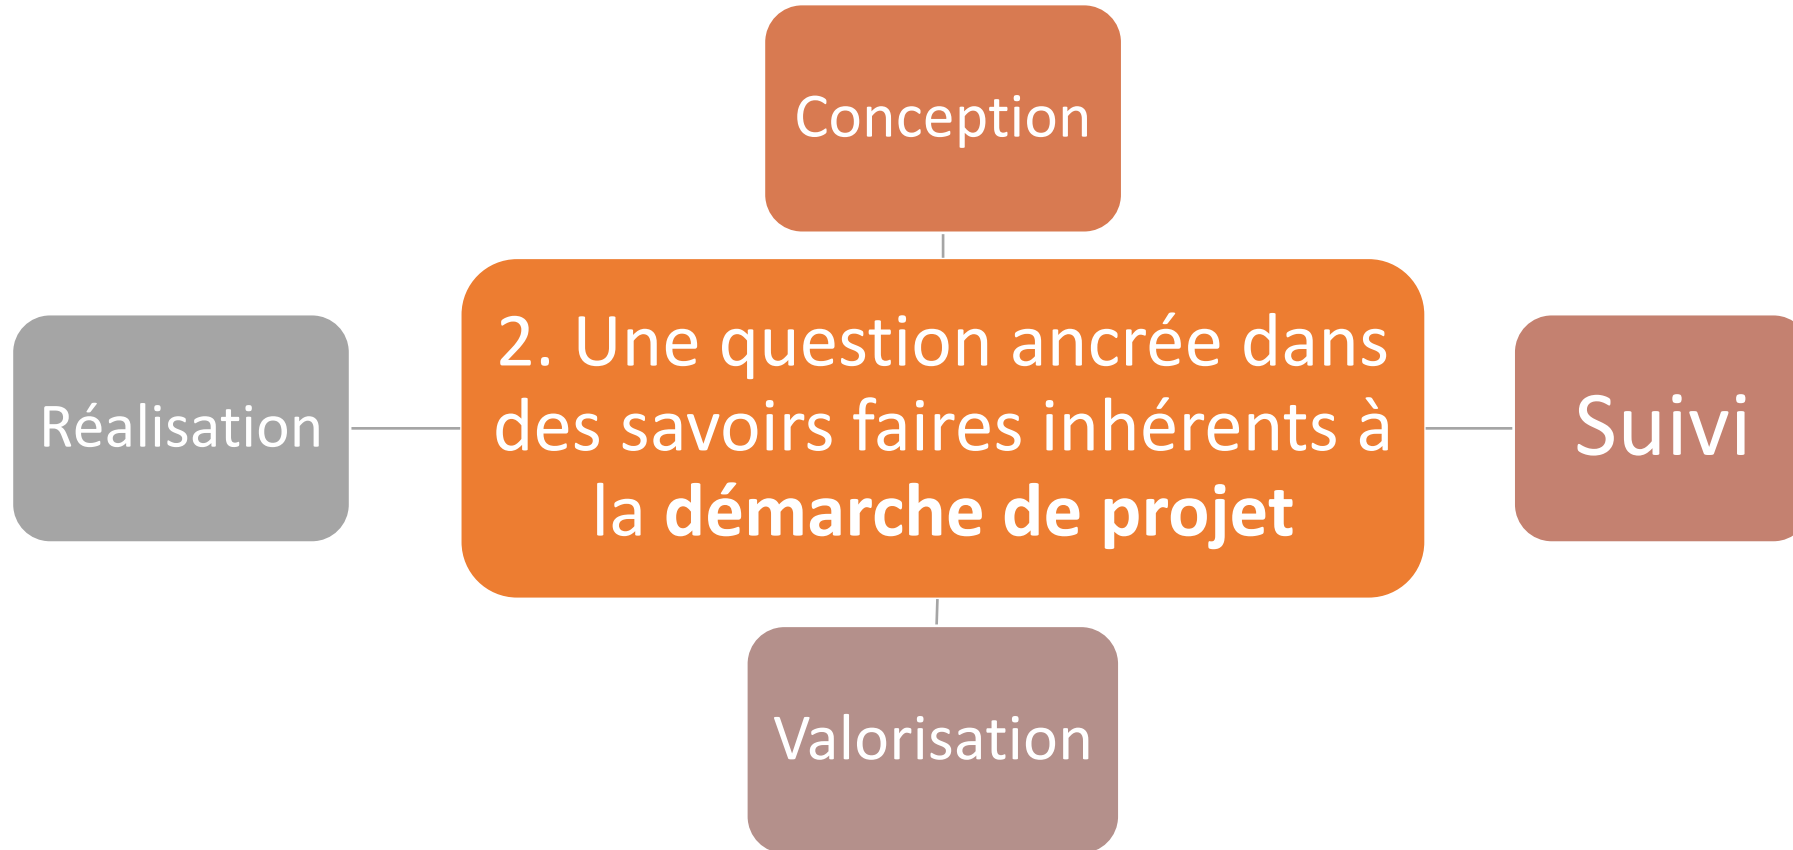 Conception
2. Une question ancrée dans
des savoirs faires inhérents à
la démarche de projet
Réalisation
Suivi
Valorisation